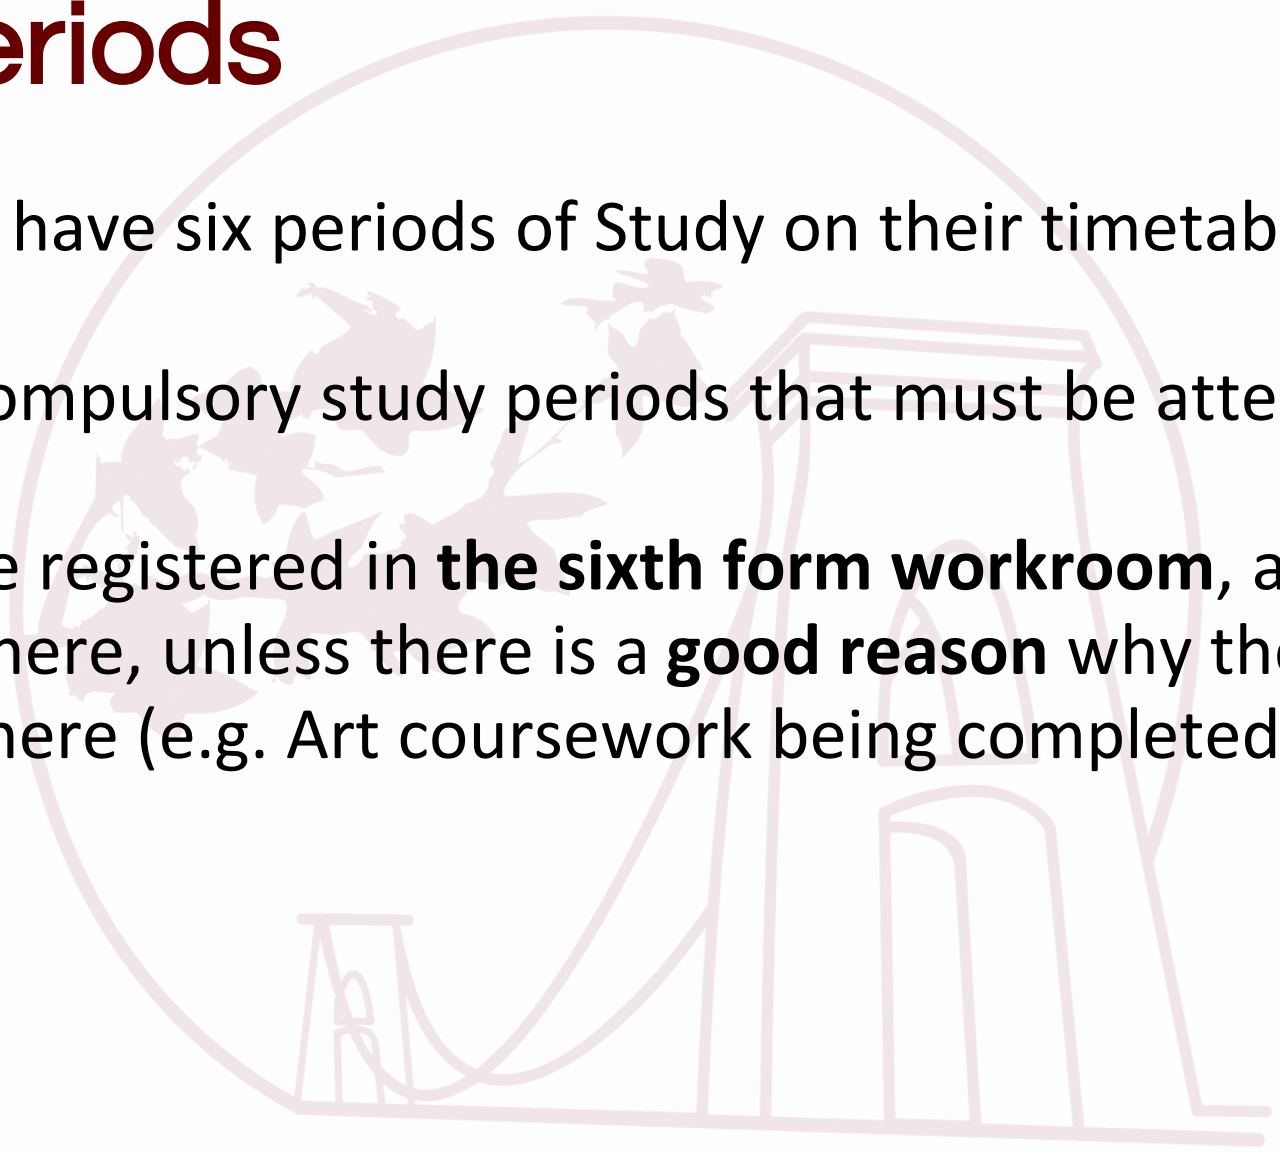 eriods
have six periods of Study on their timetab
ompulsory study periods that must be atte
e registered in the sixth form workroom, a
here, unless there is a good reason why the
here (e.g. Art coursework being completed